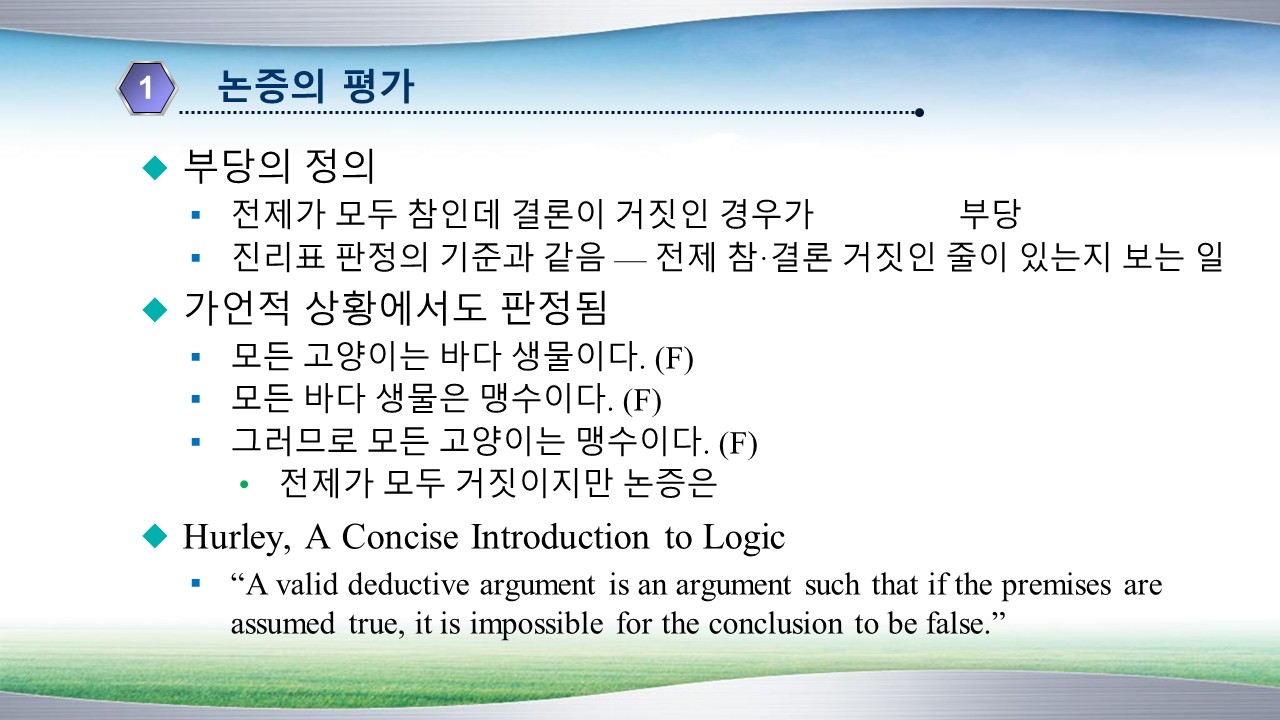 1
논증의 평가
부당의 정의
전제가 모두 참인데 결론이 거짓인 경우가 부당
진리표 판정의 기준과 같음 — 전제 참·결론 거짓인 줄이 있는지 보는 일
가언적 상황에서도 판정됨
모든 고양이는 바다 생물이다. (F)
모든 바다 생물은 맹수이다. (F)
그러므로 모든 고양이는 맹수이다. (F)
전제가 모두 거짓이지만 논증은
Hurley, A Concise Introduction to Logic
“A valid deductive argument is an argument such that if the premises are
assumed true, it is impossible for the conclusion to be false.”